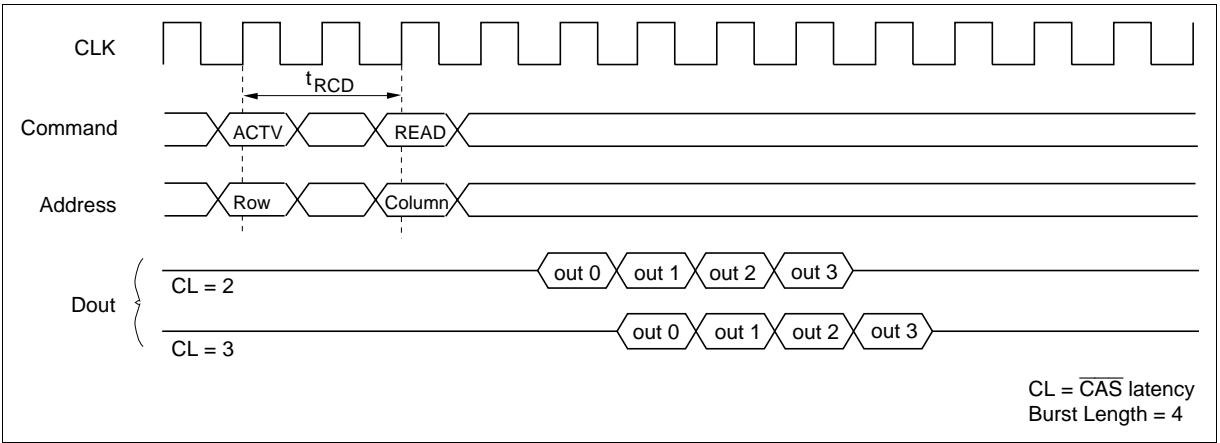 CLK
tRCD
Command ACTV READ
Address Row Column
out 0 out 1 out 2 out 3
CL = 2
Dout
out 0 out 1 out 2 out 3
CL = 3
CL = C̅A̅S̅ latency
Burst Length = 4